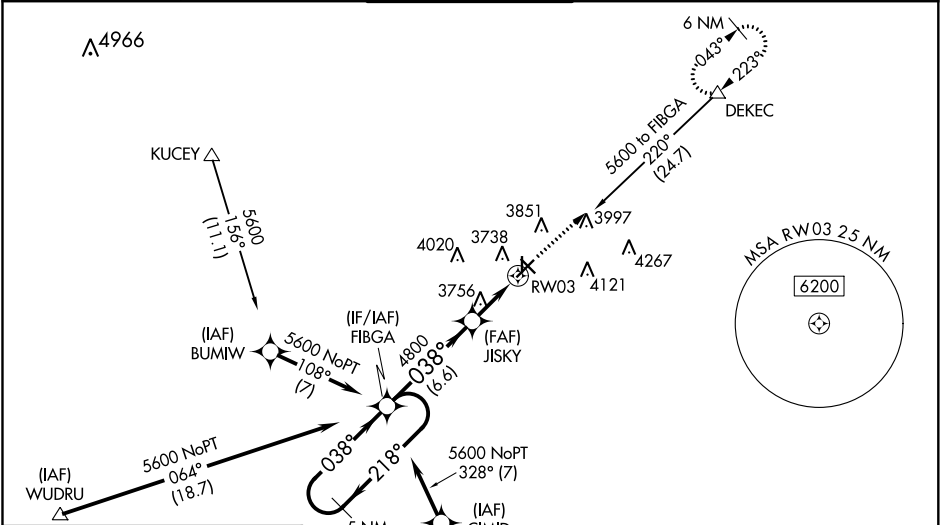 4966
6 NM
043°
223°
DEKEC
5600 to FIBGA
220°
(24.7)
KUCEY
5600
156°
(11.1)
3851
3997
4020
3738
4267
MSA RW03 25 NM
6200
RW03
4121
3756
(IF/IAF)
FIBGA
(FAF)
JISKY
(IAF)
BUMIW
5600 NoPT
108°
(7)
4800
038°
(6.6)
5600 NoPT
064°
(18.7)
038°
218°
5600 NoPT
328° (7)
(IAF)
WUDRU
(IAF)
5 NM